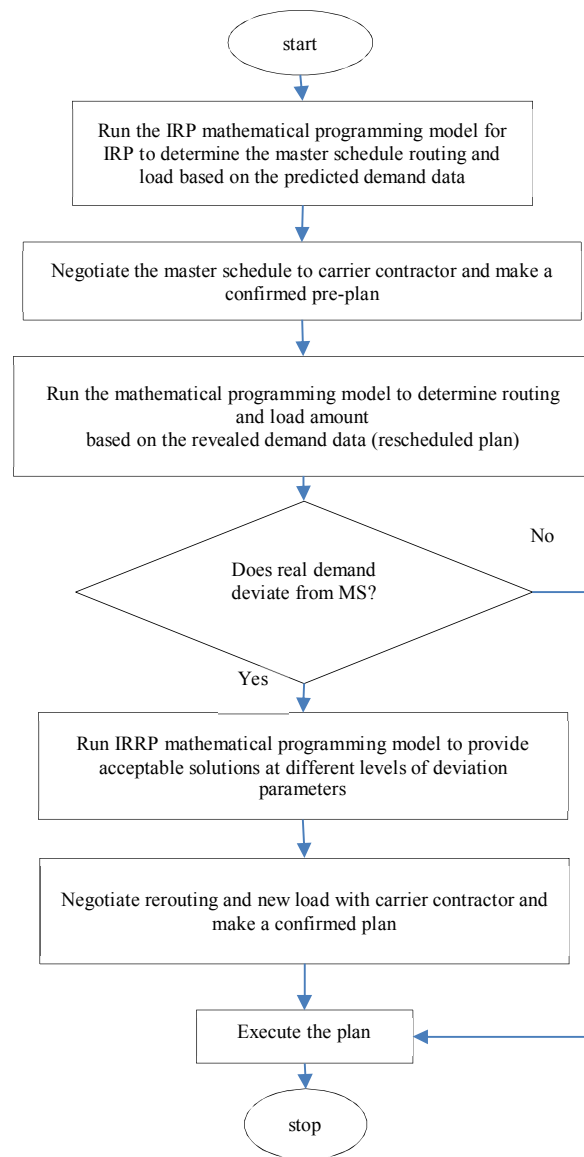 start
Run the IRP mathematical programming model for
IRP to determine the master schedule routing and
load based on the predicted demand data
Negotiate the master schedule to carrier contractor and make a
confirmed pre-plan
Run the mathematical programming model to determine routing
and load amount
based on the revealed demand data (rescheduled plan)
No
Does real demand
deviate from MS?
Yes
Run IRRP mathematical programming model to provide
acceptable solutions at different levels of deviation
parameters
Negotiate rerouting and new load with carrier contractor and
make a confirmed plan
Execute the plan
stop